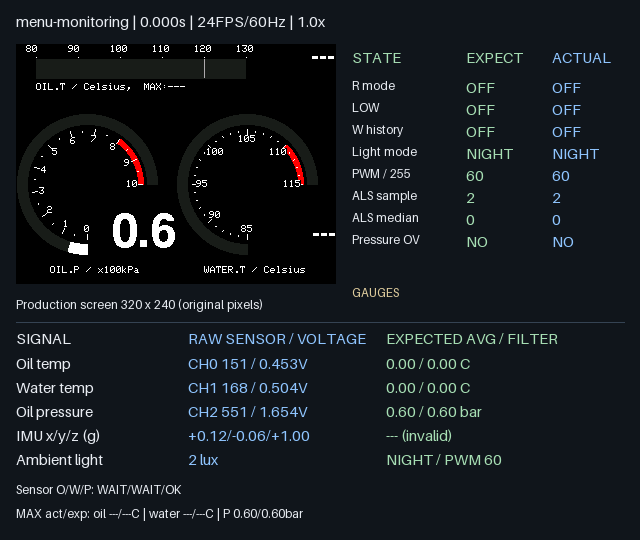 menu-monitoring | 0.000s | 24FPS/60Hz | 1.0x
80 90 100 110 120 130
---
OIL.T / Celsius, MAX:---
0 1 2 3 4 5 6 7 8 9 10
0.6
OIL.P / x100kPa
85 90 95 100 105 110 115
---
WATER.T / Celsius
Production screen 320 x 240 (original pixels)
STATE EXPECT ACTUAL
R mode OFF OFF
LOW OFF OFF
W history OFF OFF
Light mode NIGHT NIGHT
PWM / 255 60 60
ALS sample 2 2
ALS median 0 0
Pressure OV NO NO
GAUGES
SIGNAL RAW SENSOR / VOLTAGE EXPECTED AVG / FILTER
Oil temp CH0 151 / 0.453V 0.00 / 0.00 C
Water temp CH1 168 / 0.504V 0.00 / 0.00 C
Oil pressure CH2 551 / 1.654V 0.60 / 0.60 bar
IMU x/y/z (g) +0.12/-0.06/+1.00 --- (invalid)
Ambient light 2 lux NIGHT / PWM 60
Sensor O/W/P: WAIT/WAIT/OK
MAX act/exp: oil ---/---C | water ---/---C | P 0.60/0.60bar